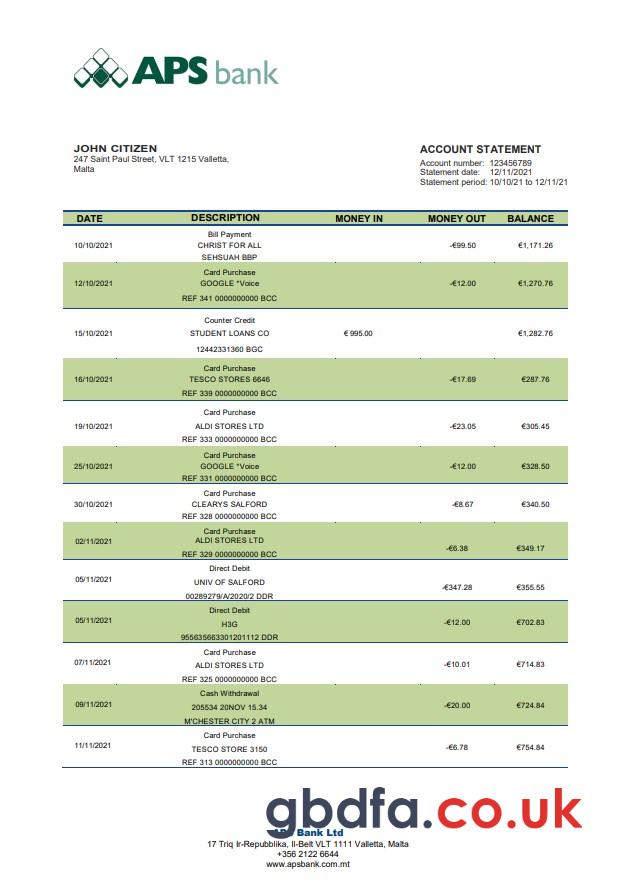 APS bank
JOHN CITIZEN
247 Saint Paul Street, VLT 1215 Valletta,
Malta
ACCOUNT STATEMENT
Account number: 123456789
Statement date: 12/11/2021
Statement period: 10/10/21 to 12/11/21
DATE DESCRIPTION MONEY IN MONEY OUT BALANCE
Bill Payment
10/10/2021 CHRIST FOR ALL -€99.50 €1,171.26
SEHSUAH BBP
Card Purchase
12/10/2021 GOOGLE *Voice -€12.00 €1,270.76
REF 341 0000000000 BCC
Counter Credit
15/10/2021 STUDENT LOANS CO € 995.00 €1,282.76
12442331360 BGC
Card Purchase
16/10/2021 TESCO STORES 6646 -€17.69 €287.76
REF 339 0000000000 BCC
Card Purchase
19/10/2021 ALDI STORES LTD -€23.05 €305.45
REF 333 0000000000 BCC
Card Purchase
25/10/2021 GOOGLE *Voice -€12.00 €328.50
REF 331 0000000000 BCC
Card Purchase
30/10/2021 CLEARYS SALFORD -€8.67 €340.50
REF 328 0000000000 BCC
Card Purchase
02/11/2021 ALDI STORES LTD -€6.38 €349.17
REF 329 0000000000 BCC
Direct Debit
05/11/2021 UNIV OF SALFORD -€347.28 €355.55
00289279/A/2020/2 DDR
Direct Debit
05/11/2021 H3G -€12.00 €702.83
955635663301201112 DDR
Card Purchase
07/11/2021 ALDI STORES LTD -€10.01 €714.83
REF 325 0000000000 BCC
Cash Withdrawal
09/11/2021 205534 20NOV 15.34 -€20.00 €724.84
M'CHESTER CITY 2 ATM
Card Purchase
11/11/2021 TESCO STORE 3150 -€6.78 €754.84
REF 313 0000000000 BCC
gbdfa.co.uk
APS Bank Ltd
17 Triq Ir-Repubblika, Il-Belt VLT 1111 Valletta, Malta
+356 2122 6644
www.apsbank.com.mt